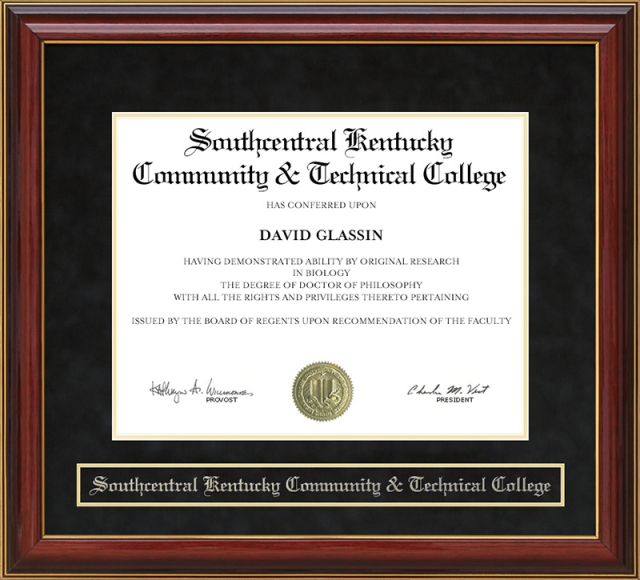 Southcentral Kentucky
Community & Technical College
HAS CONFERRED UPON
DAVID GLASSIN
HAVING DEMONSTRATED ABILITY BY ORIGINAL RESEARCH
IN BIOLOGY
THE DEGREE OF DOCTOR OF PHILOSOPHY
WITH ALL THE RIGHTS AND PRIVILEGES THERETO PERTAINING
ISSUED BY THE BOARD OF REGENTS UPON RECOMMENDATION OF THE FACULTY
PROVOST
PRESIDENT
Southcentral Kentucky Community & Technical College